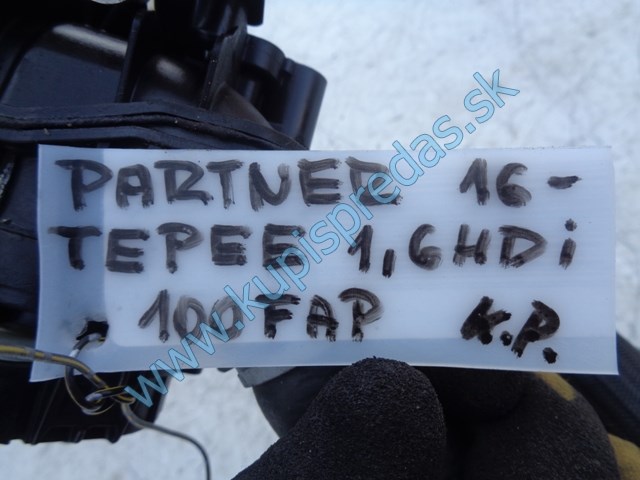 PARTNER 16-
TEPEE 1,6HDi
100FAP K.P.
www.kupispredas.sk